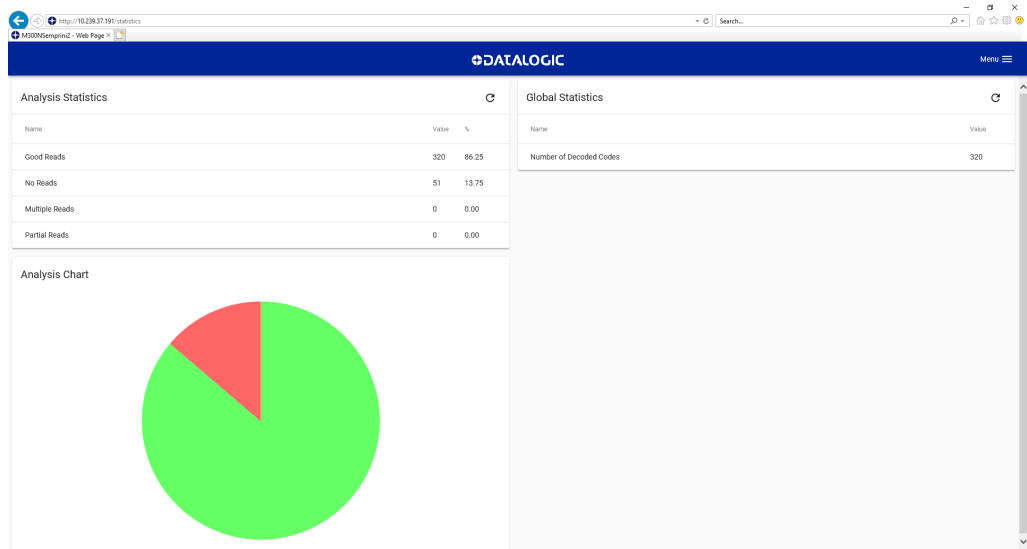 http://10.239.37.191/statistics
Search...
M300NSemprini2 - Web Page
DATALOGIC
Menu
Analysis Statistics
Name Value %
Good Reads 320 86.25
No Reads 51 13.75
Multiple Reads 0 0.00
Partial Reads 0 0.00
Analysis Chart
Global Statistics
Name Value
Number of Decoded Codes 320